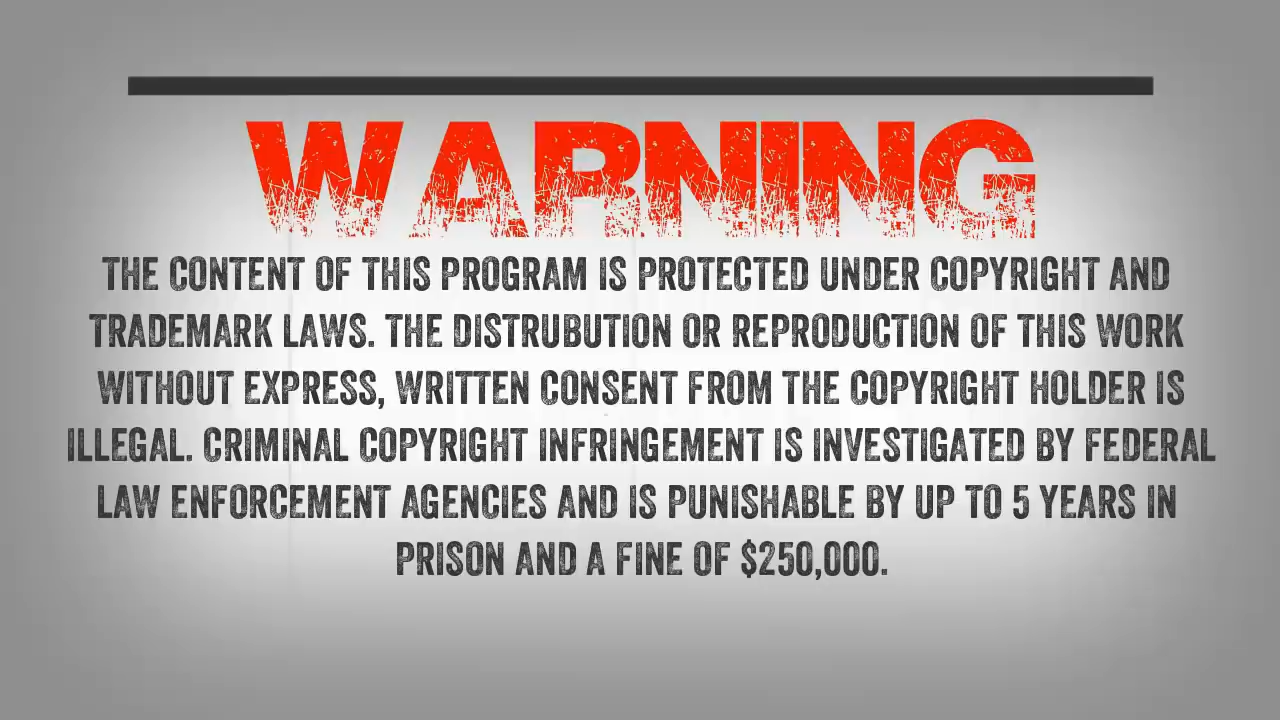 WARNING
THE CONTENT OF THIS PROGRAM IS PROTECTED UNDER COPYRIGHT AND
TRADEMARK LAWS. THE DISTRUBUTION OR REPRODUCTION OF THIS WORK
WITHOUT EXPRESS, WRITTEN CONSENT FROM THE COPYRIGHT HOLDER IS
ILLEGAL. CRIMINAL COPYRIGHT INFRINGEMENT IS INVESTIGATED BY FEDERAL
LAW ENFORCEMENT AGENCIES AND IS PUNISHABLE BY UP TO 5 YEARS IN
PRISON AND A FINE OF $250,000.